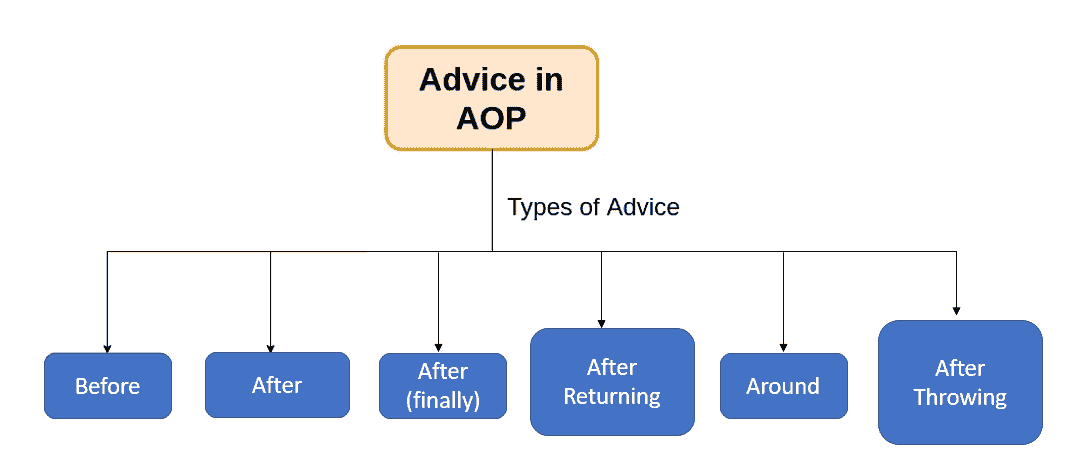 Advice in
AOP
Types of Advice
Before
After
After
(finally)
After
Returning
Around
After
Throwing